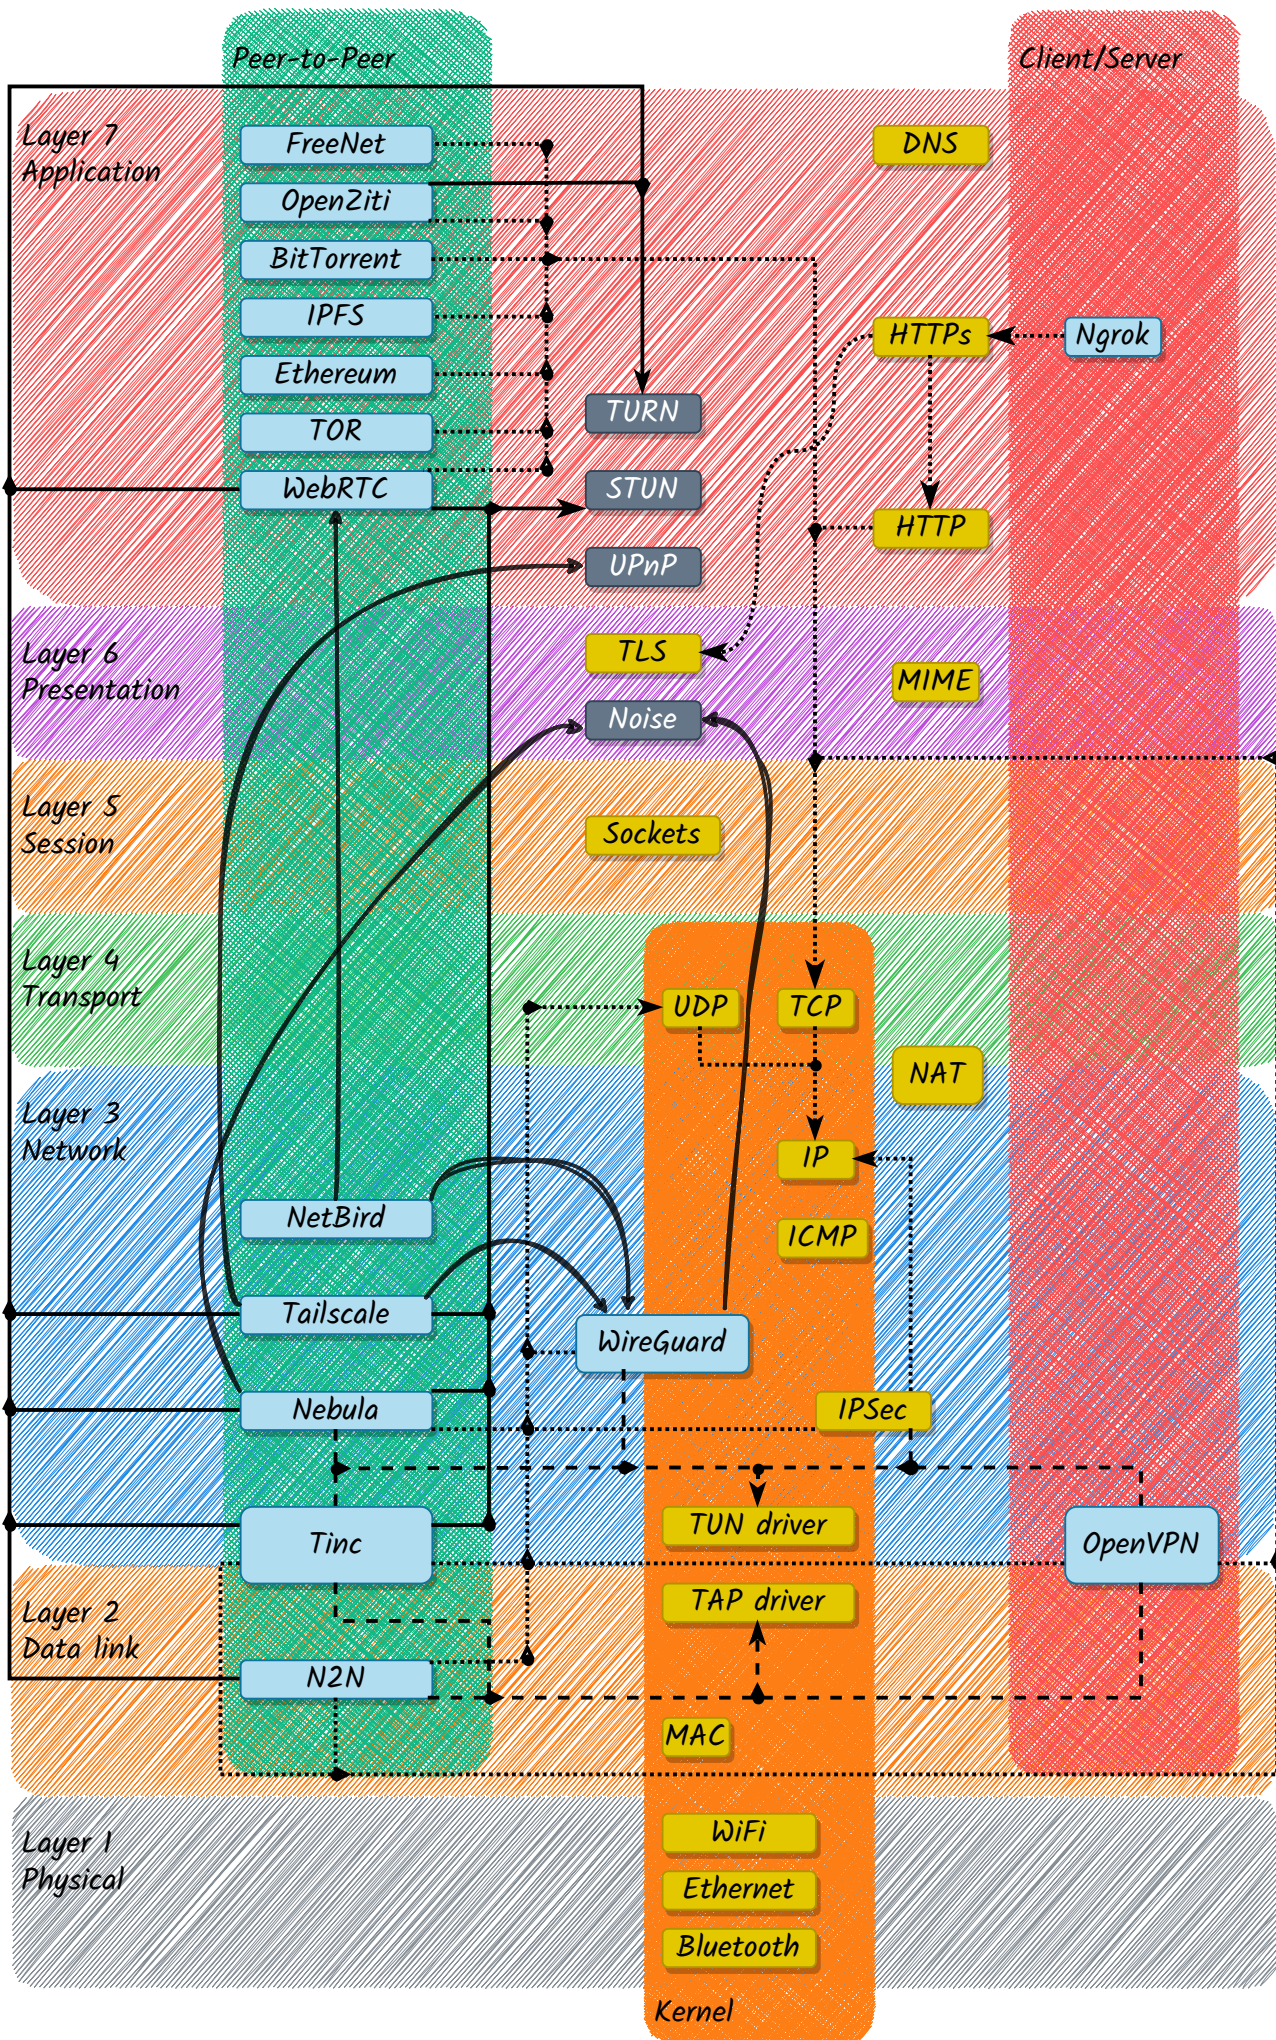 Peer-to-Peer
Client/Server
Layer 7
Application
FreeNet
DNS
OpenZiti
BitTorrent
IPFS
HTTPs
Ngrok
Ethereum
TURN
TOR
WebRTC
STUN
HTTP
UPnP
Layer 6
Presentation
TLS
MIME
Noise
Layer 5
Session
Sockets
Layer 4
Transport
UDP
TCP
NAT
Layer 3
Network
IP
NetBird
ICMP
Tailscale
WireGuard
Nebula
IPSec
TUN driver
Tinc
OpenVPN
Layer 2
Data link
TAP driver
N2N
MAC
Layer 1
Physical
WiFi
Ethernet
Bluetooth
Kernel